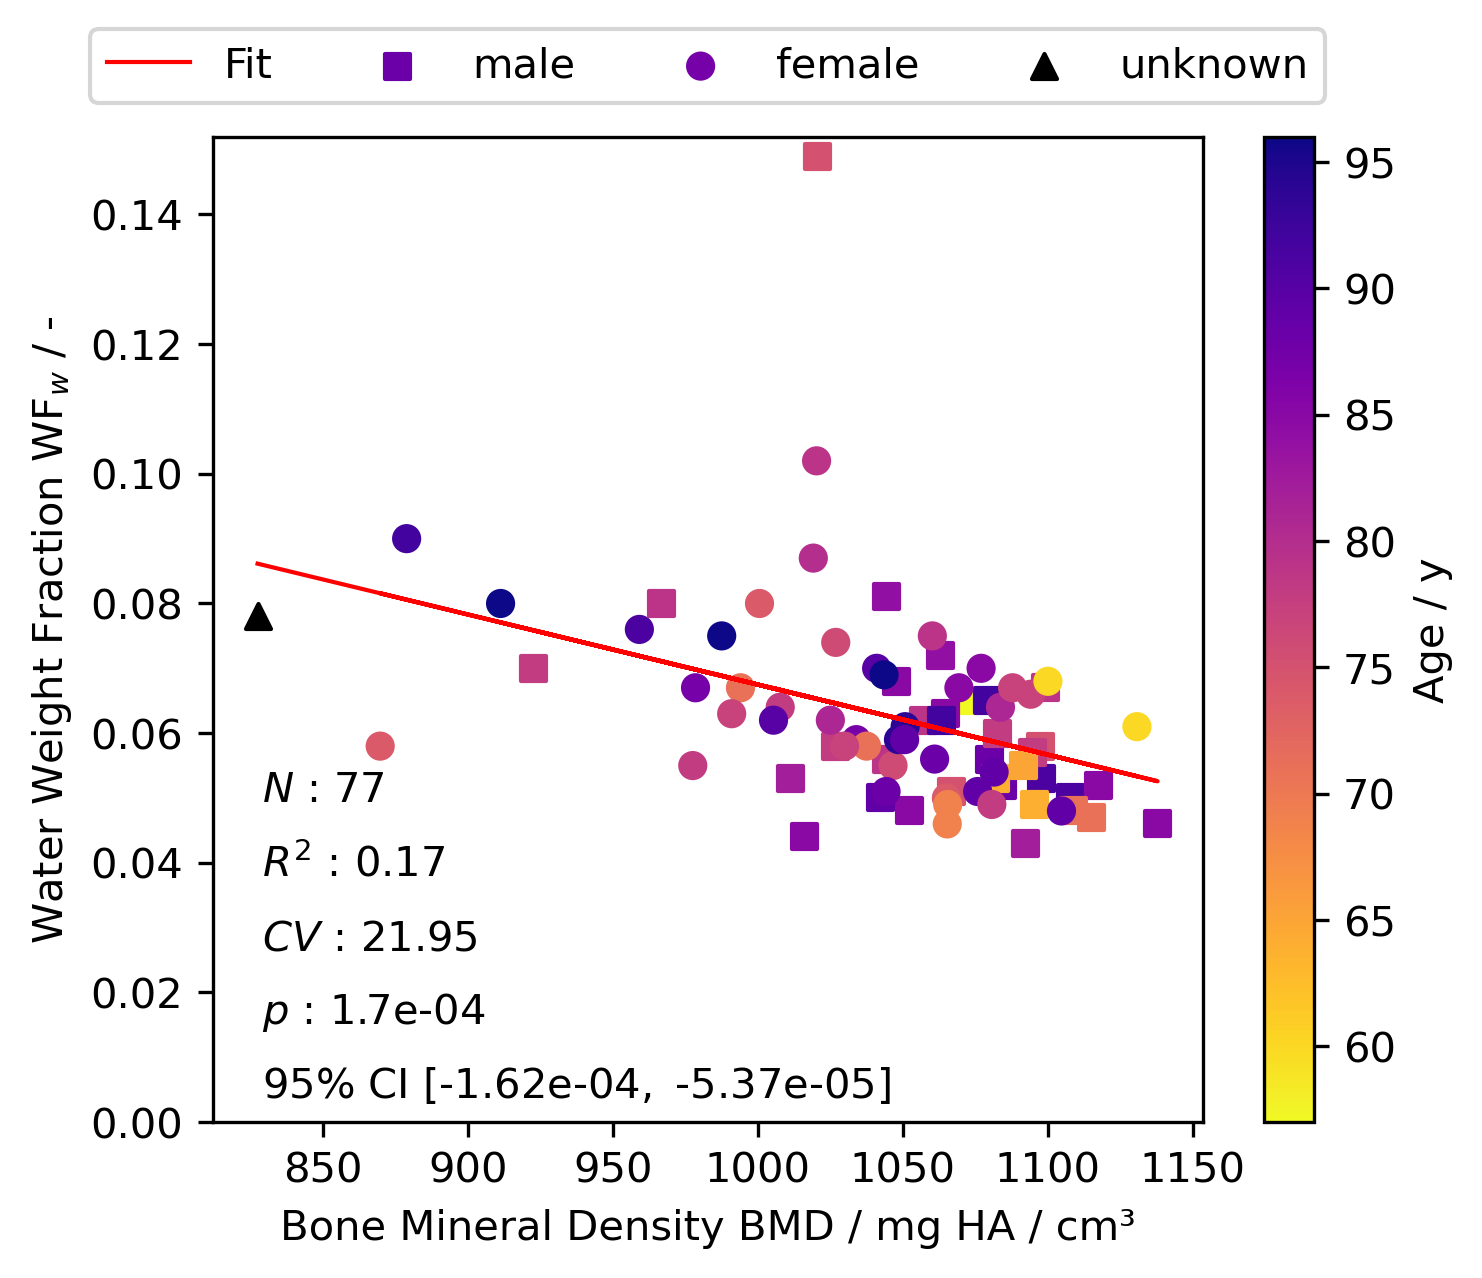 Fit male female unknown
0.14
0.12
0.10
0.08
0.06
0.04
0.02
0.00
Water Weight Fraction WF_w / -
N : 77
R² : 0.17
CV : 21.95
p : 1.7e-04
95% CI [-1.62e-04, -5.37e-05]
850 900 950 1000 1050 1100 1150
Bone Mineral Density BMD / mg HA / cm³
95
90
85
80
75
70
65
60
Age / y